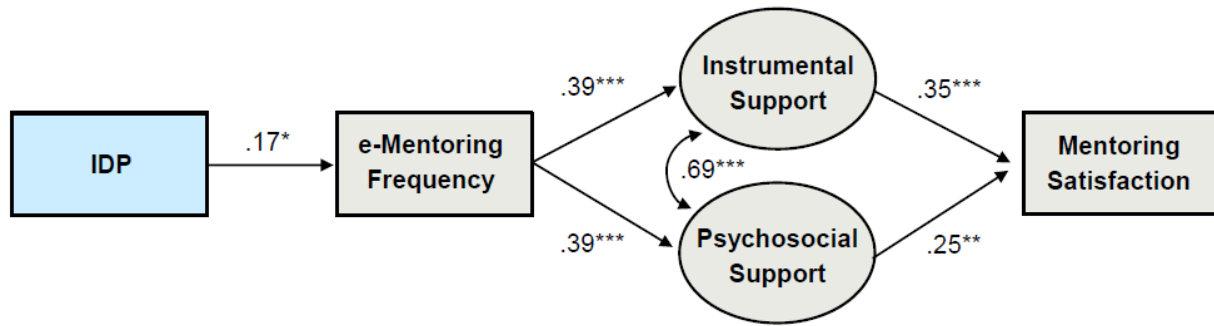 Instrumental
Support
.39***
.35***
IDP
.17*
e-Mentoring
Frequency
.69***
Mentoring
Satisfaction
.39***
Psychosocial
Support
.25**